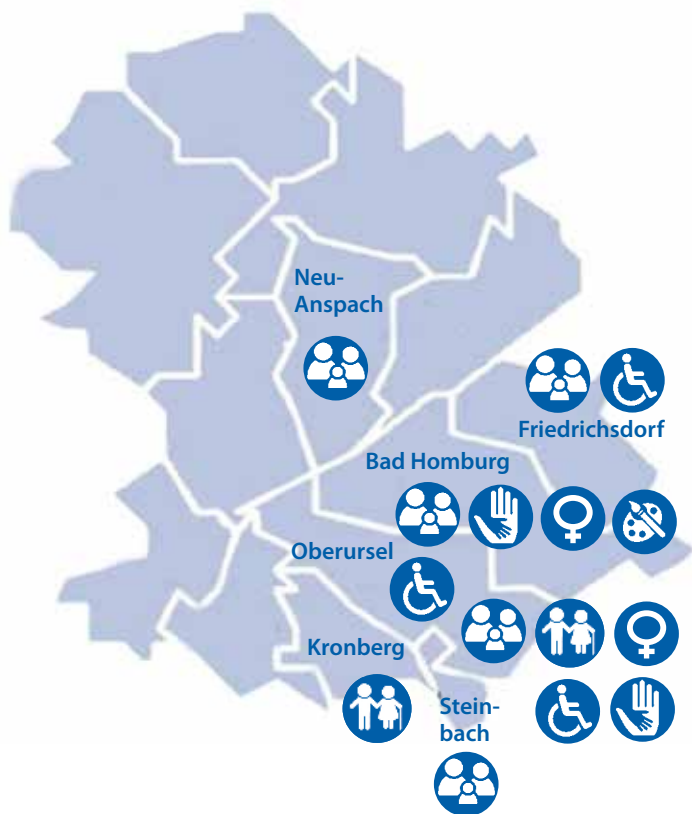 Neu-
Anspach
Friedrichsdorf
Bad Homburg
Oberursel
Kronberg
Stein-
bach